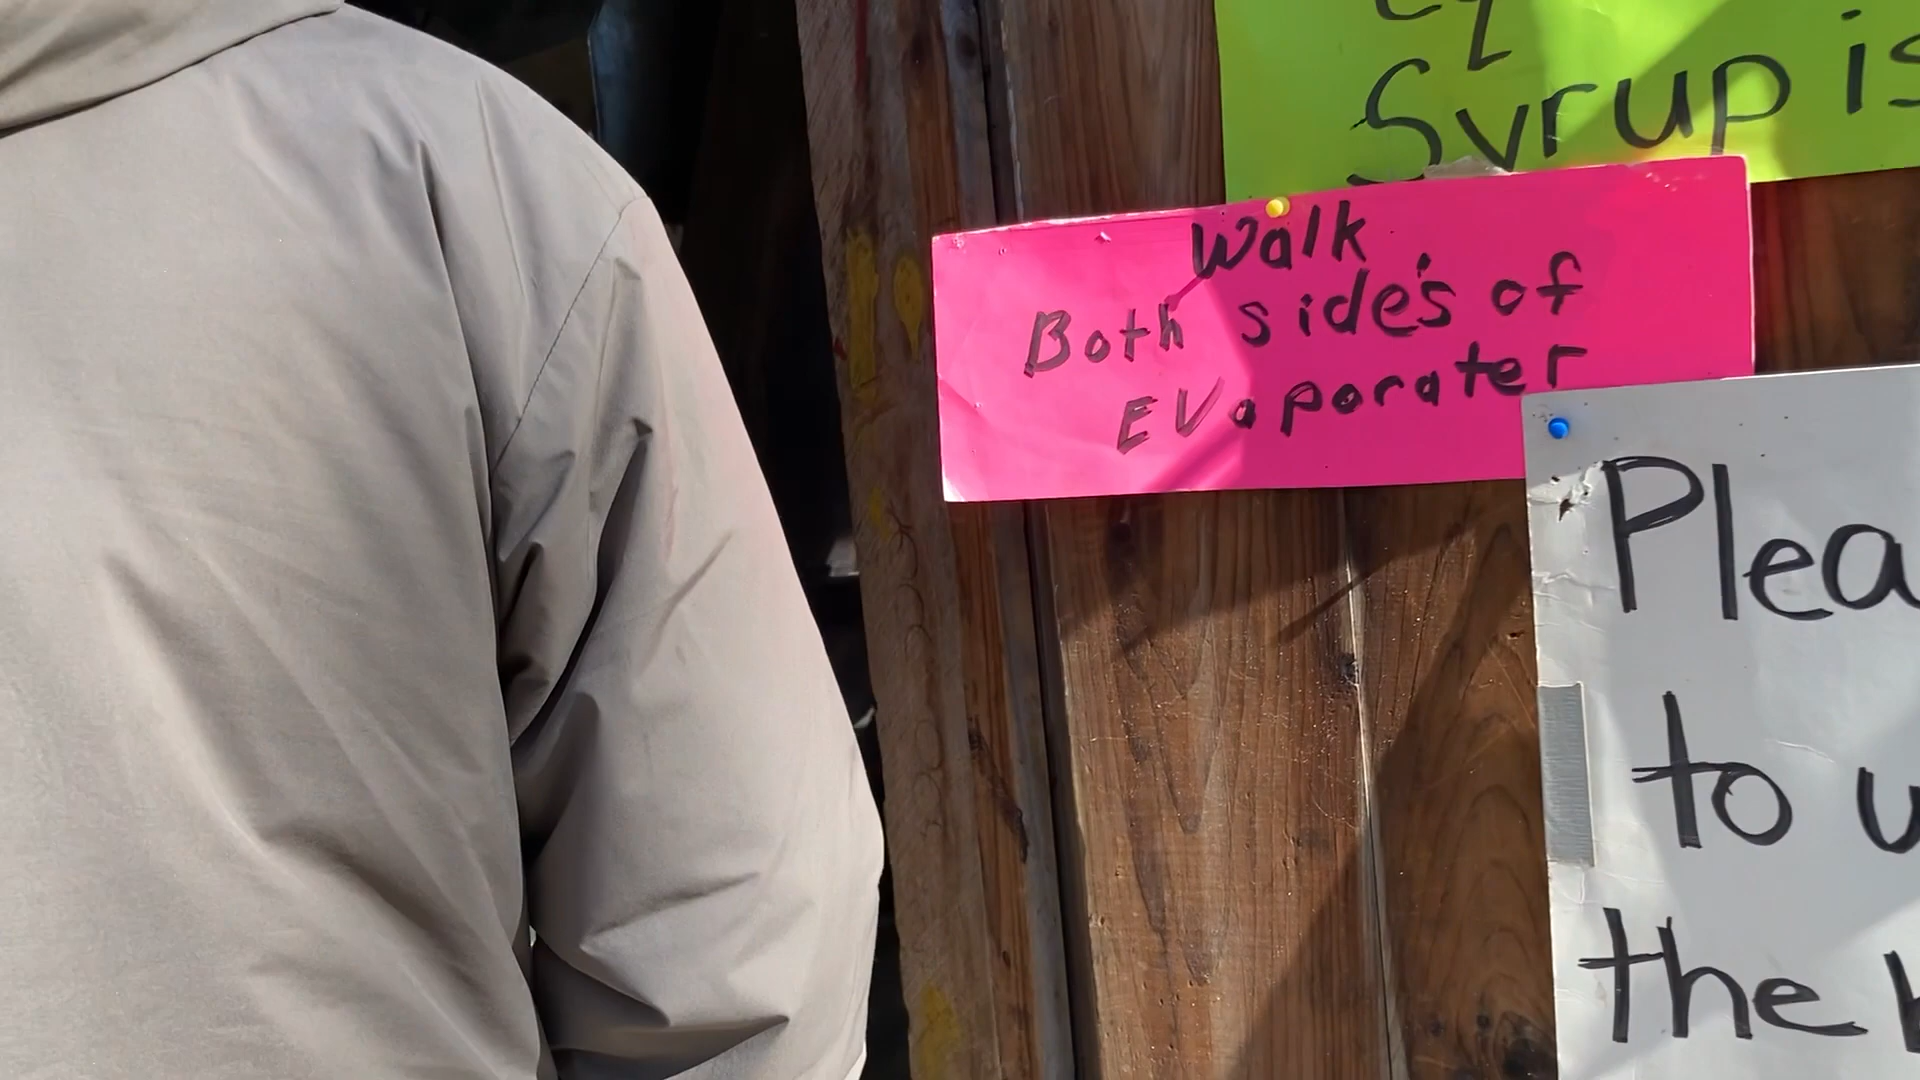 Syrup is
Walk
Both side's of
EVaporater
Plea
to
the